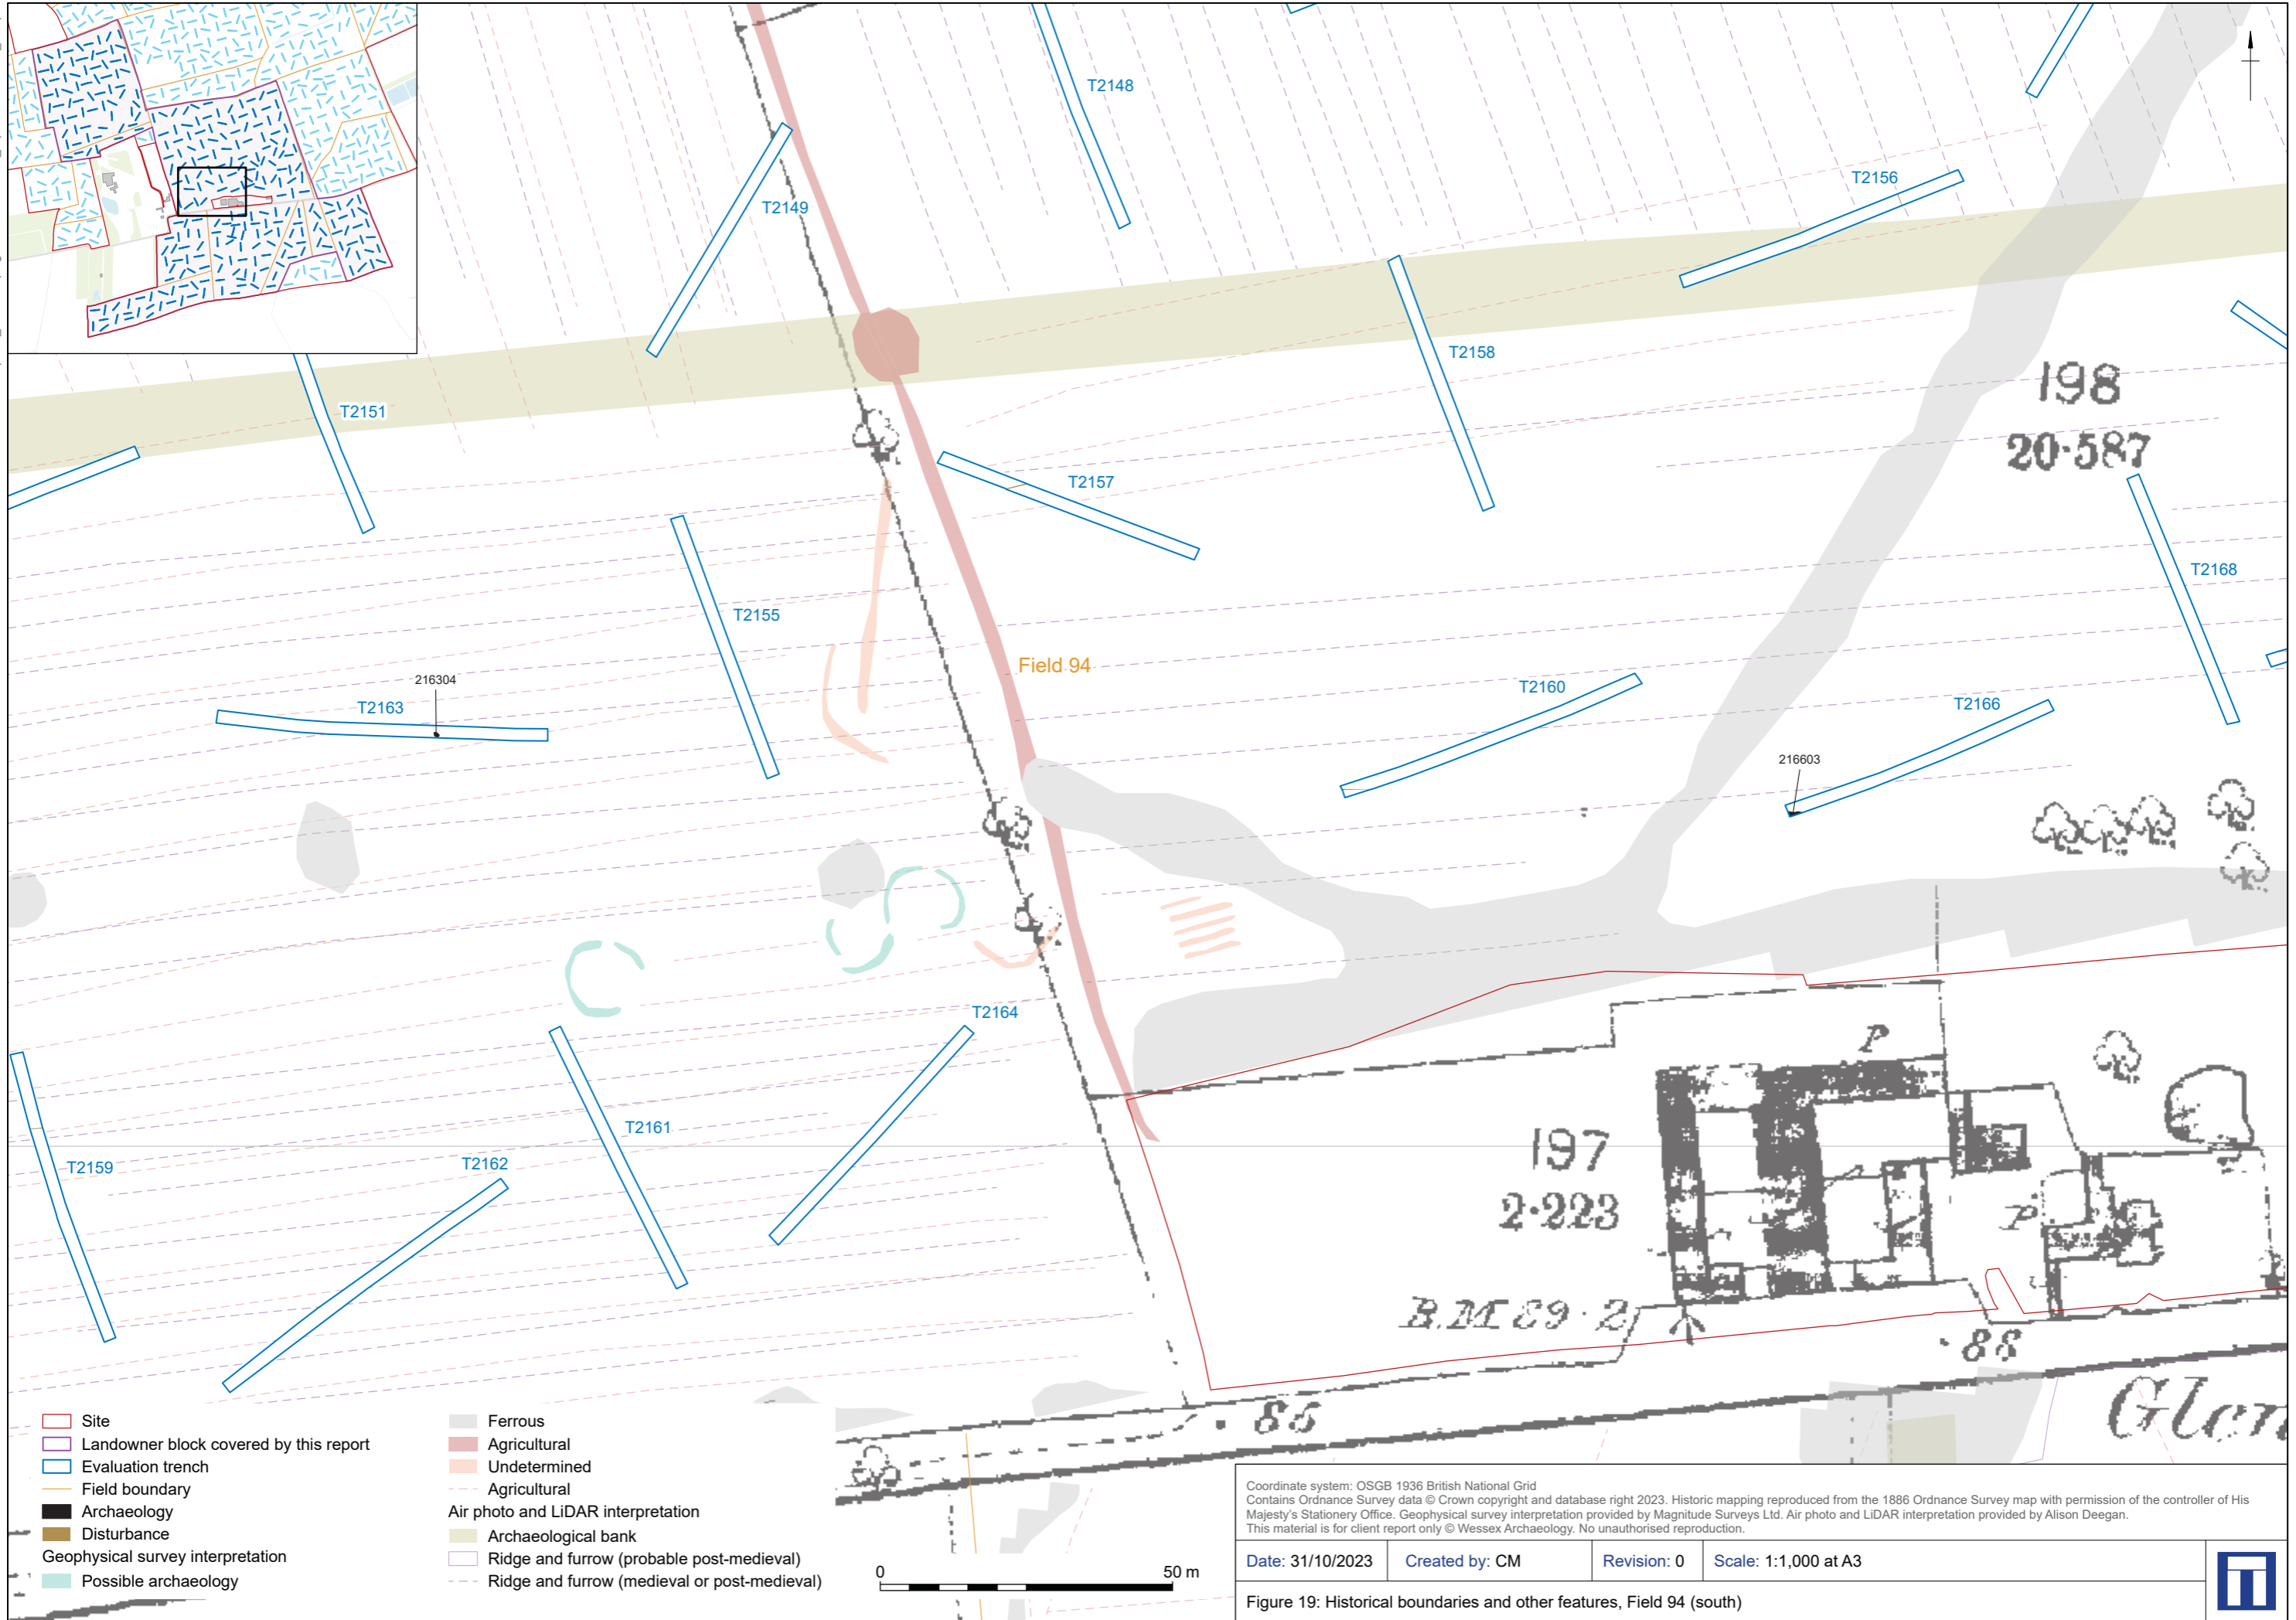 T2148
T2149
T2156
T2158
T2151
198
20·587
T2157
T2168
T2155
Field 94
216304
T2163
T2160
T2166
216603
T2164
P
T2161
197
T2159
T2162
2·223
P
B.M 89·2
·88
·86
Glen
Site
Landowner block covered by this report
Evaluation trench
Field boundary
Archaeology
Disturbance
Geophysical survey interpretation
Possible archaeology
Ferrous
Agricultural
Undetermined
Agricultural
Air photo and LiDAR interpretation
Archaeological bank
Ridge and furrow (probable post-medieval)
Ridge and furrow (medieval or post-medieval)
0 50 m
Coordinate system: OSGB 1936 British National Grid
Contains Ordnance Survey data © Crown copyright and database right 2023. Historic mapping reproduced from the 1886 Ordnance Survey map with permission of the controller of His
Majesty's Stationery Office. Geophysical survey interpretation provided by Magnitude Surveys Ltd. Air photo and LiDAR interpretation provided by Alison Deegan.
This material is for client report only © Wessex Archaeology. No unauthorised reproduction.
Date: 31/10/2023 Created by: CM Revision: 0 Scale: 1:1,000 at A3
Figure 19: Historical boundaries and other features, Field 94 (south)